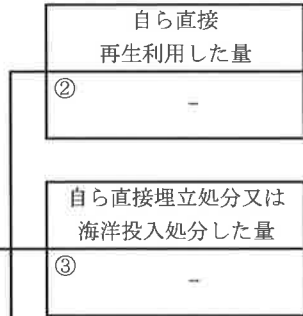 自ら直接
再生利用した量
②
－
自ら直接埋立処分又は
海洋投入処分した量
③
－